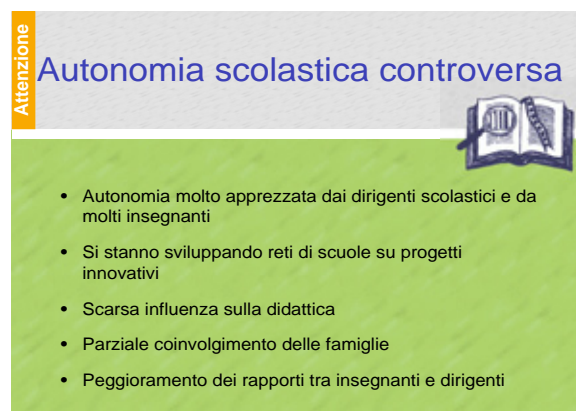 Attenzione
Autonomia scolastica controversa
• Autonomia molto apprezzata dai dirigenti scolastici e da
molti insegnanti
• Si stanno sviluppando reti di scuole su progetti
innovativi
• Scarsa influenza sulla didattica
• Parziale coinvolgimento delle famiglie
• Peggioramento dei rapporti tra insegnanti e dirigenti